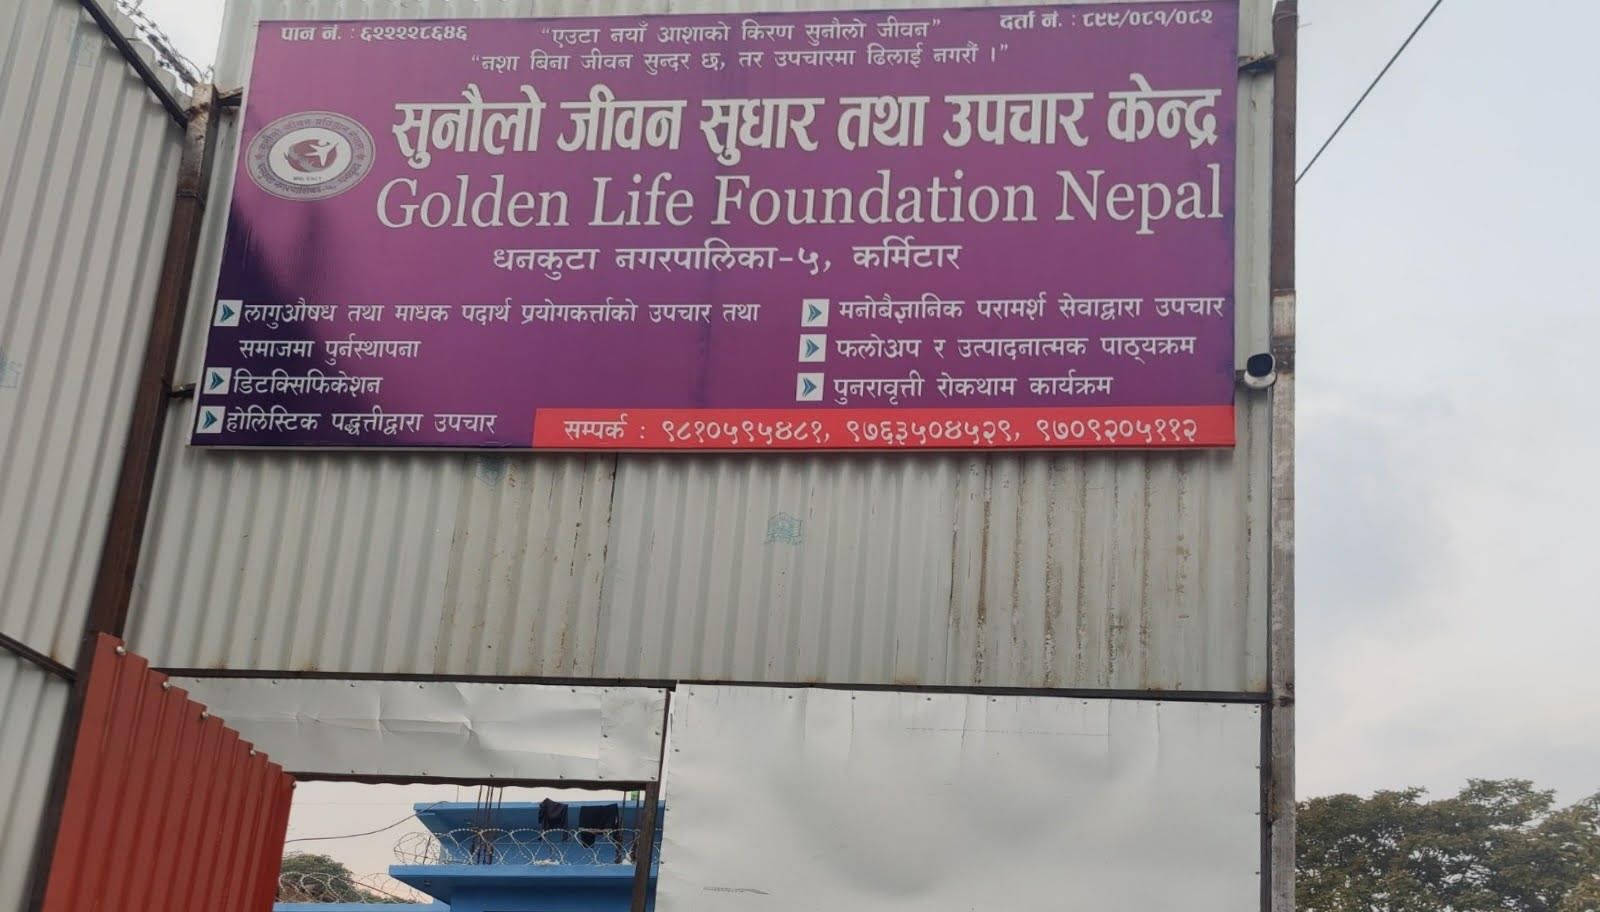 पान नं. : ६२२२२८६४६
दर्ता नं. : ८९९/०८१/०८२
“एउटा नयाँ आशाको किरण सुनौलो जीवन”
“नशा बिना जीवन सुन्दर छ, तर उपचारमा ढिलाई नगरौं ।”
सुनौलो जीवन सुधार तथा उपचार केन्द्र
Golden Life Foundation Nepal
धनकुटा नगरपालिका-५, कर्मिटार
लागुऔषध तथा माधक पदार्थ प्रयोगकर्त्ताको उपचार तथा
समाजमा पुर्नस्थापना
डिटक्सिफिकेशन
होलिस्टिक पद्धत्तीद्वारा उपचार
मनोबैज्ञानिक परामर्श सेवाद्वारा उपचार
फलोअप र उत्पादनात्मक पाठ्यक्रम
पुनरावृत्ती रोकथाम कार्यक्रम
सम्पर्क : ९८१०५९५४८१, ९७६३५०४५२९, ९७०९२०५११२